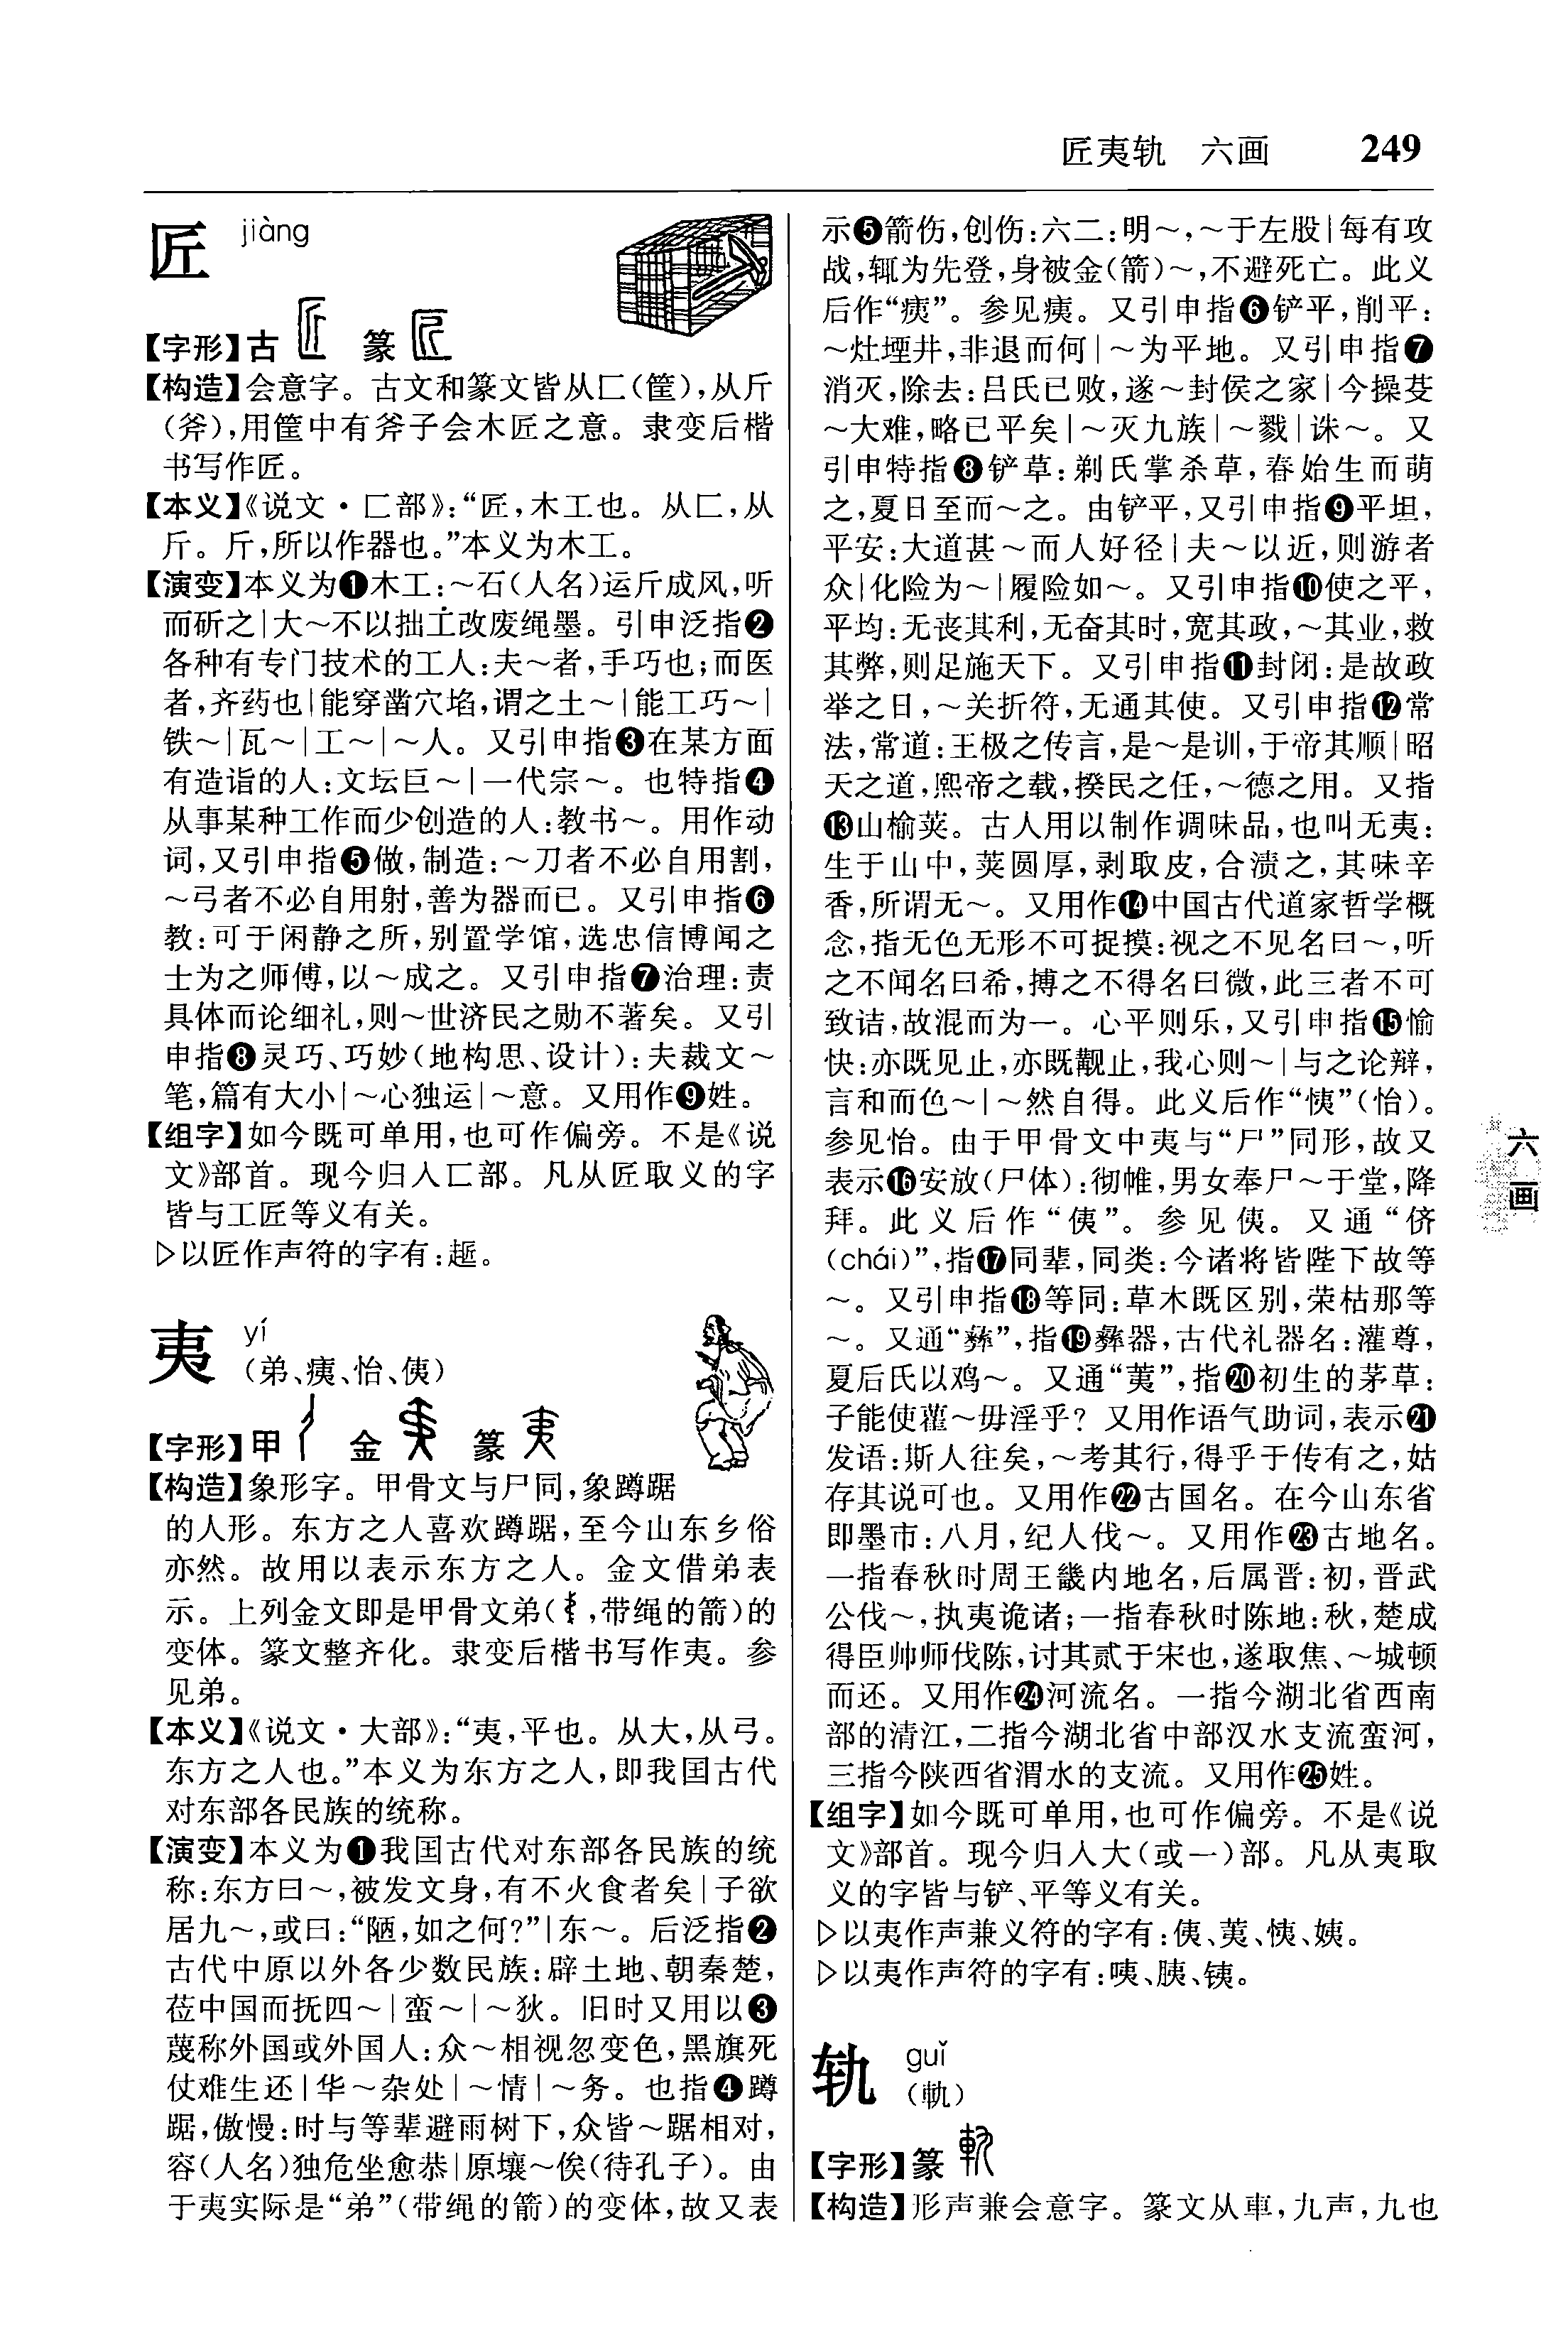 匠夷轨 六画 249
匠 jiàng
【字形】古 篆
【构造】会意字。古文和篆文皆从匚(筐),从斤
(斧),用筐中有斧子会木匠之意。隶变后楷
书写作匠。
【本义】《说文·匚部》:“匠,木工也。从匚,从
斤。斤,所以作器也。”本义为木工。
【演变】本义为❶木工:～石(人名)运斤成风,听
而斫之|大～不以拙工改废绳墨。引申泛指❷
各种有专门技术的工人:夫～者,手巧也;而医
者,齐药也|能穿凿穴埳,谓之土～|能工巧～|
铁～|瓦～|工～|～人。又引申指❸在某方面
有造诣的人:文坛巨～|一代宗～。也特指❹
从事某种工作而少创造的人:教书～。用作动
词,又引申指❺做,制造:～刀者不必自用割,
～弓者不必自用射,善为器而已。又引申指❻
教:可于闲静之所,别置学馆,选忠信博闻之
士为之师傅,以～成之。又引申指❼治理:责
具体而论细礼,则～世济民之勋不著矣。又引
申指❽灵巧、巧妙(地构思、设计):夫裁文～
笔,篇有大小|～心独运|～意。又用作❾姓。
【组字】如今既可单用,也可作偏旁。不是《说
文》部首。现今归入匚部。凡从匠取义的字
皆与工匠等义有关。
▷以匠作声符的字有:䞪。
夷 yí
(弟、痍、怡、侇)
【字形】甲 金 篆
【构造】象形字。甲骨文与尸同,象蹲踞
的人形。东方之人喜欢蹲踞,至今山东乡俗
亦然。故用以表示东方之人。金文借弟表
示。上列金文即是甲骨文弟( ,带绳的箭)的
变体。篆文整齐化。隶变后楷书写作夷。参
见弟。
【本义】《说文·大部》:“夷,平也。从大,从弓。
东方之人也。”本义为东方之人,即我国古代
对东部各民族的统称。
【演变】本义为❶我国古代对东部各民族的统
称:东方曰～,被发文身,有不火食者矣|子欲
居九～,或曰:“陋,如之何?”|东～。后泛指❷
古代中原以外各少数民族:辟土地、朝秦楚,
莅中国而抚四～|蛮～|～狄。旧时又用以❸
蔑称外国或外国人:众～相视忽变色,黑旗死
仗难生还|华～杂处|～情|～务。也指❹蹲
踞,傲慢:时与等辈避雨树下,众皆～踞相对,
容(人名)独危坐愈恭|原壤～俟(待孔子)。由
于夷实际是“弟”(带绳的箭)的变体,故又表
示❺箭伤,创伤:六二:明～,～于左股|每有攻
战,辄为先登,身被金(箭)～,不避死亡。此义
后作“痍”。参见痍。又引申指❻铲平,削平:
～灶堙井,非退而何|～为平地。又引申指❼
消灭,除去:吕氏已败,遂～封侯之家|今操芟
～大难,略已平矣|～灭九族|～戮|诛～。又
引申特指❽铲草:剃氏掌杀草,春始生而萌
之,夏日至而～之。由铲平,又引申指❾平坦,
平安:大道甚～而人好径|夫～以近,则游者
众|化险为～|履险如～。又引申指❿使之平,
平均:无丧其利,无奋其时,宽其政,～其业,救
其弊,则足施天下。又引申指⓫封闭:是故政
举之日,～关折符,无通其使。又引申指⓬常
法,常道:王极之传言,是～是训,于帝其顺|昭
天之道,熙帝之载,揆民之任,～德之用。又指
⓭山榆荚。古人用以制作调味品,也叫无夷:
生于山中,荚圆厚,剥取皮,合渍之,其味辛
香,所谓无～。又用作⓮中国古代道家哲学概
念,指无色无形不可捉摸:视之不见名曰～,听
之不闻名曰希,搏之不得名曰微,此三者不可
致诘,故混而为一。心平则乐,又引申指⓯愉
快:亦既见止,亦既觏止,我心则～|与之论辩,
言和而色～|～然自得。此义后作“恞”(怡)。
参见怡。由于甲骨文中夷与“尸”同形,故又
表示⓰安放(尸体):彻帷,男女奉尸～于堂,降
拜。此义后作“侇”。参见侇。又通“侪
(chái)”,指⓱同辈,同类:今诸将皆陛下故等
～。又引申指⓲等同:草木既区别,荣枯那等
～。又通“彝”,指⓳彝器,古代礼器名:灌尊,
夏后氏以鸡～。又通“荑”,指⓴初生的茅草:
子能使藋～毋淫乎? 又用作语气助词,表示㉑
发语:斯人往矣,～考其行,得乎于传有之,姑
存其说可也。又用作㉒古国名。在今山东省
即墨市:八月,纪人伐～。又用作㉓古地名。
一指春秋时周王畿内地名,后属晋:初,晋武
公伐～,执夷诡诸;一指春秋时陈地:秋,楚成
得臣帅师伐陈,讨其贰于宋也,遂取焦、～城顿
而还。又用作㉔河流名。一指今湖北省西南
部的清江,二指今湖北省中部汉水支流蛮河,
三指今陕西省渭水的支流。又用作㉕姓。
【组字】如今既可单用,也可作偏旁。不是《说
文》部首。现今归入大(或一)部。凡从夷取
义的字皆与铲、平等义有关。
▷以夷作声兼义符的字有:侇、荑、恞、姨。
▷以夷作声符的字有:咦、胰、铗。
轨 guǐ
(軌)
【字形】篆
【构造】形声兼会意字。篆文从車,九声,九也
六画